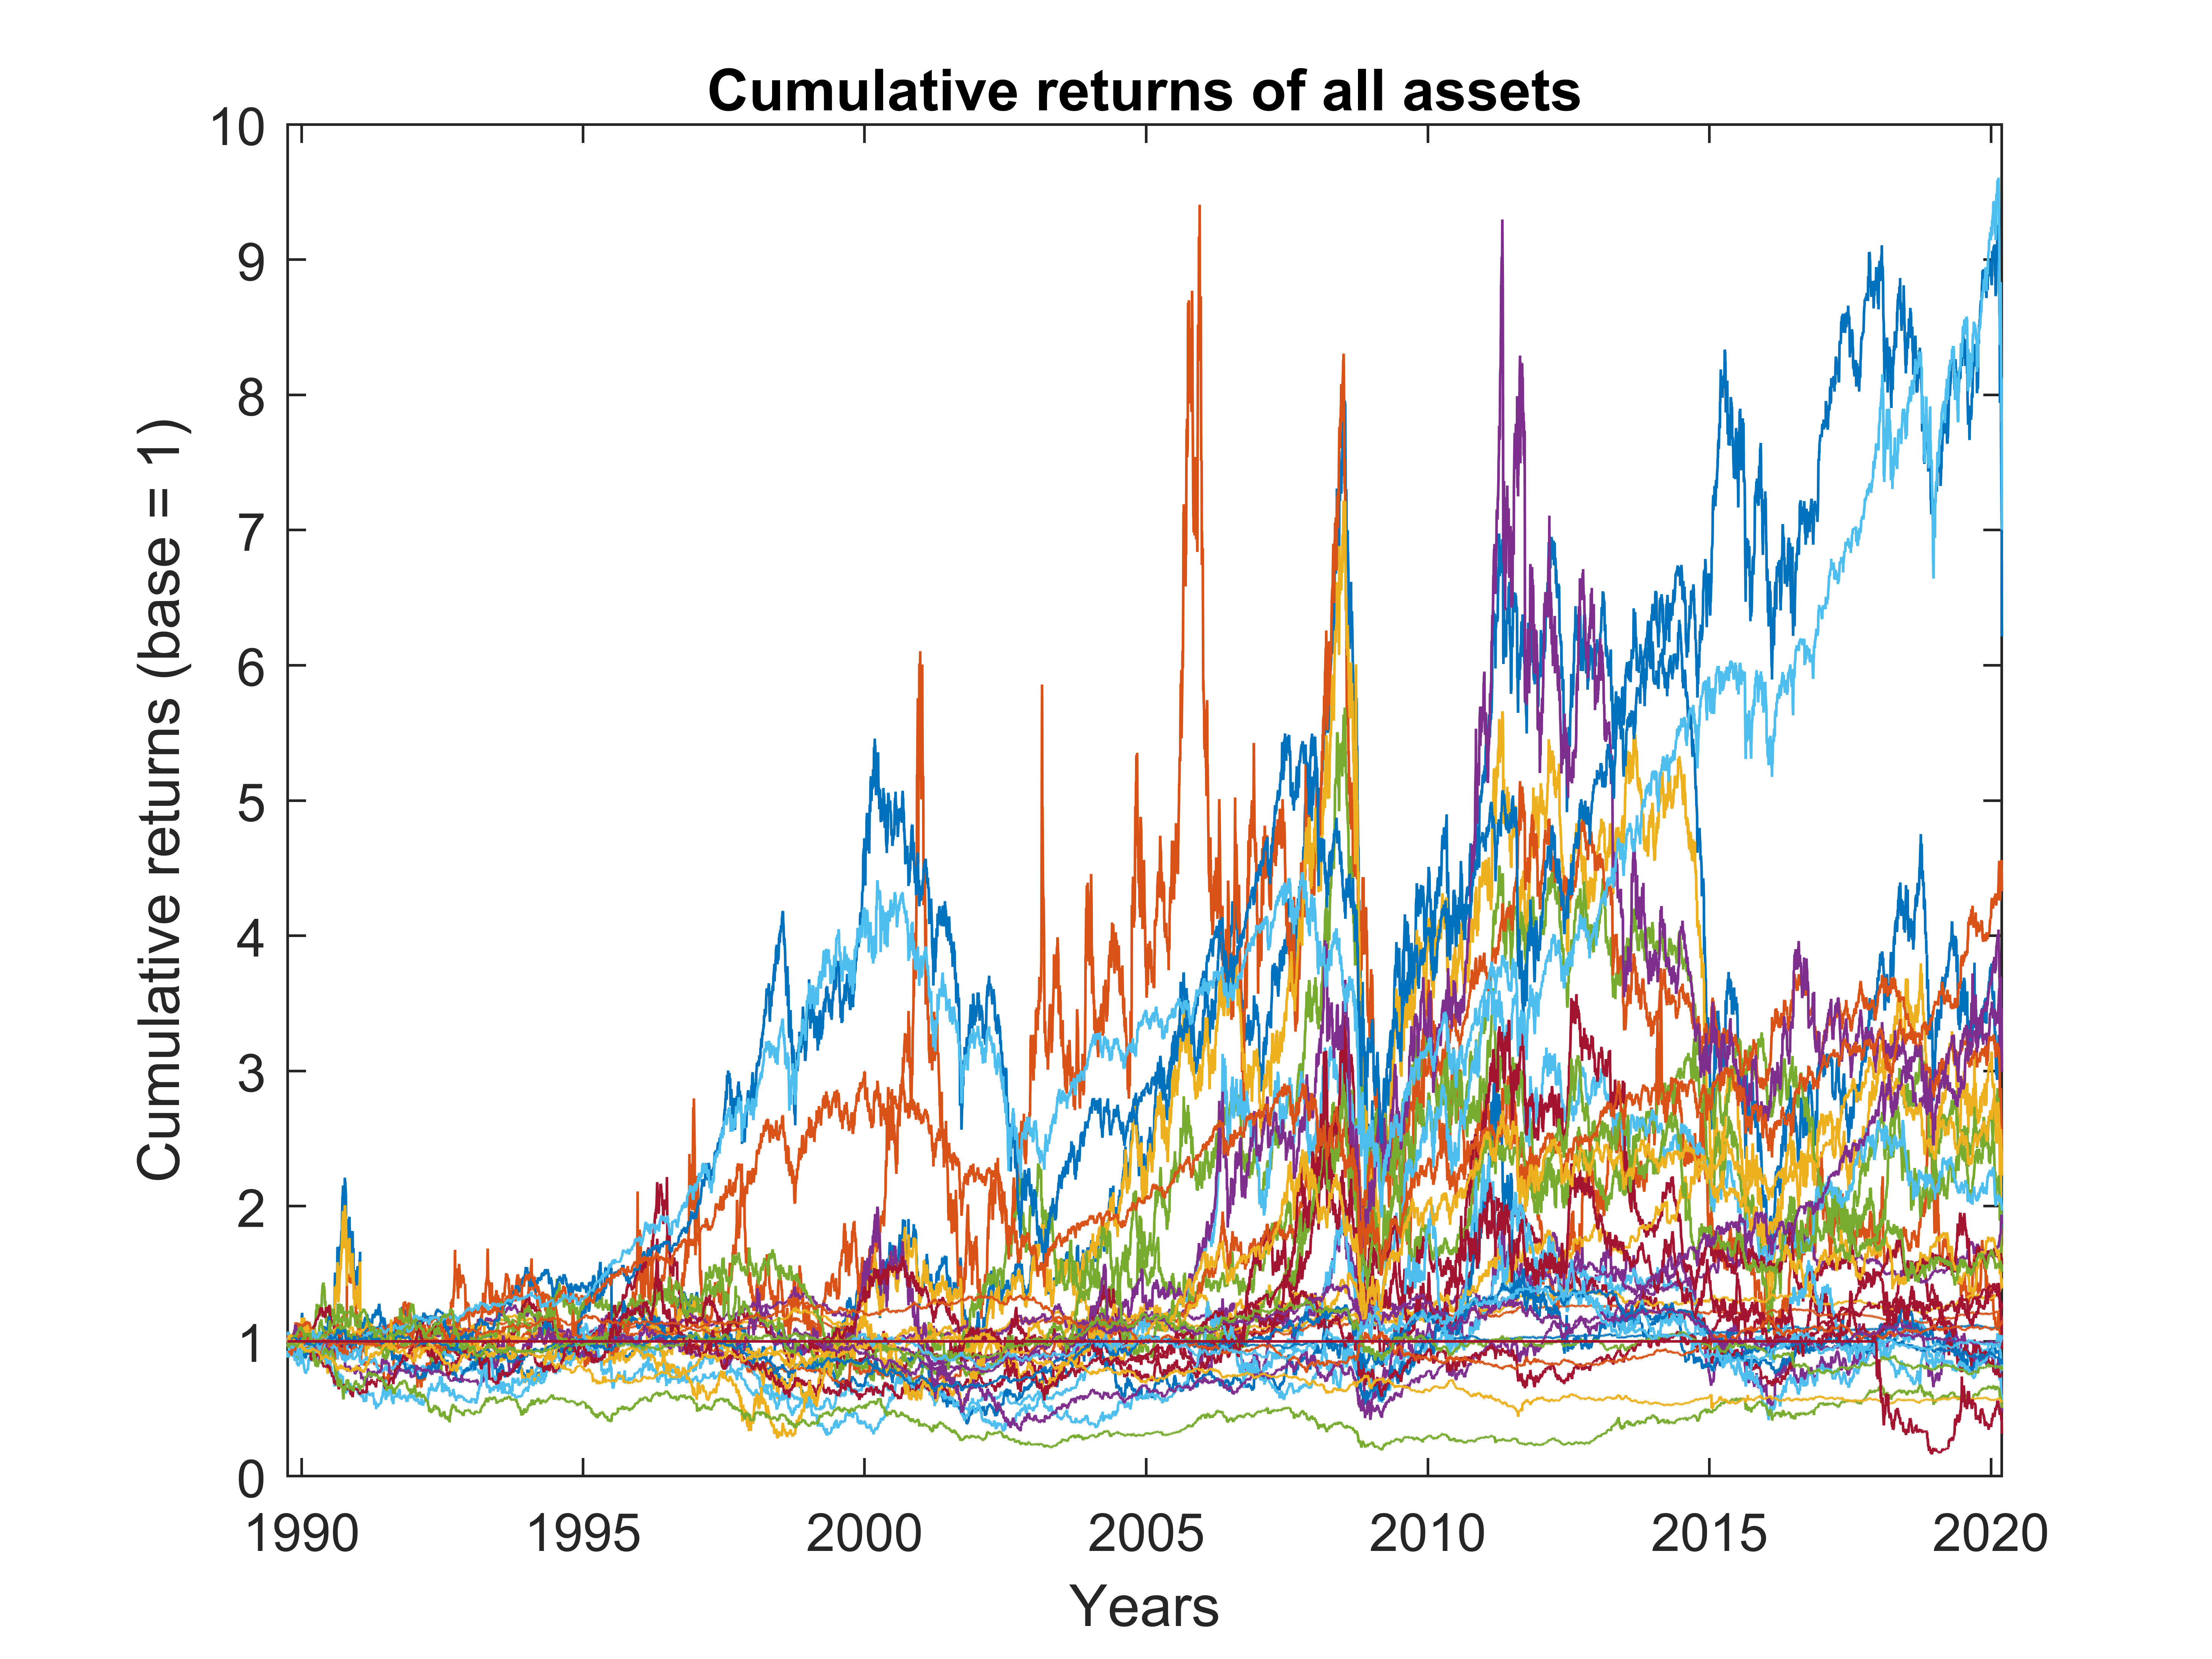 Cumulative returns of all assets
Cumulative returns (base = 1)
10
9
8
7
6
5
4
3
2
1
0
1990 1995 2000 2005 2010 2015 2020
Years